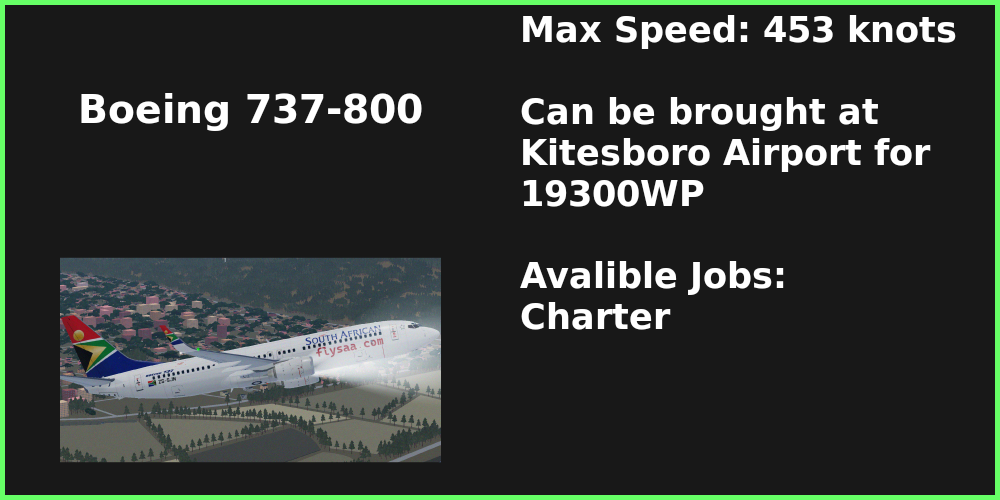 Boeing 737-800
Max Speed: 453 knots
Can be brought at
Kitesboro Airport for
19300WP
Avalible Jobs:
Charter
SOUTH AFRICAN
flysaa com